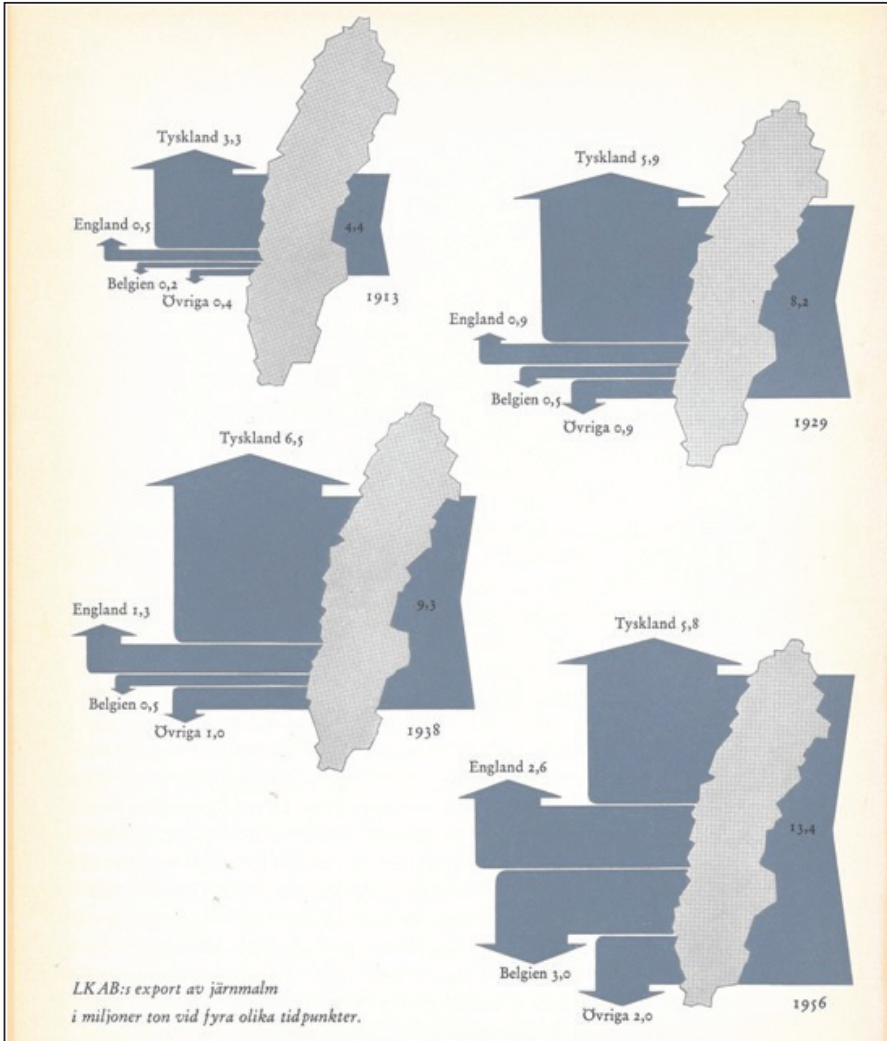 Tyskland 3,3
England 0,5
Belgien 0,2
Övriga 0,4
4,4
1913
Tyskland 5,9
England 0,9
Belgien 0,5
Övriga 0,9
8,2
1929
Tyskland 6,5
England 1,3
Belgien 0,5
Övriga 1,0
9,3
1938
Tyskland 5,8
England 2,6
Belgien 3,0
Övriga 2,0
13,4
1956
LKAB:s export av järnmalm
i miljoner ton vid fyra olika tidpunkter.